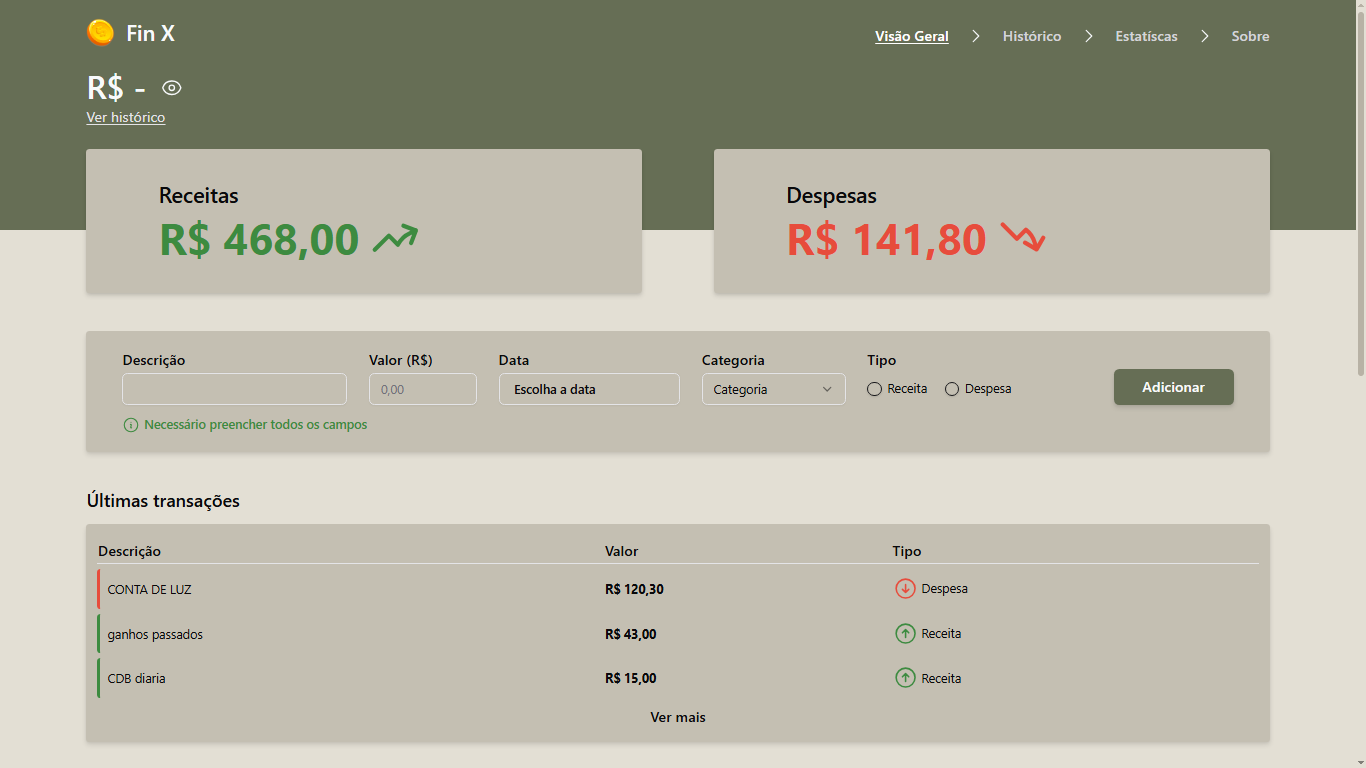 Fin X
Visão Geral Histórico Estatíscas Sobre
R$ -
Ver histórico
Receitas
R$ 468,00
Despesas
R$ 141,80
Descrição Valor (R$) Data Categoria Tipo
0,00 Escolha a data Categoria Receita Despesa Adicionar
Necessário preencher todos os campos
Últimas transações
Descrição Valor Tipo
CONTA DE LUZ R$ 120,30 Despesa
ganhos passados R$ 43,00 Receita
CDB diaria R$ 15,00 Receita
Ver mais